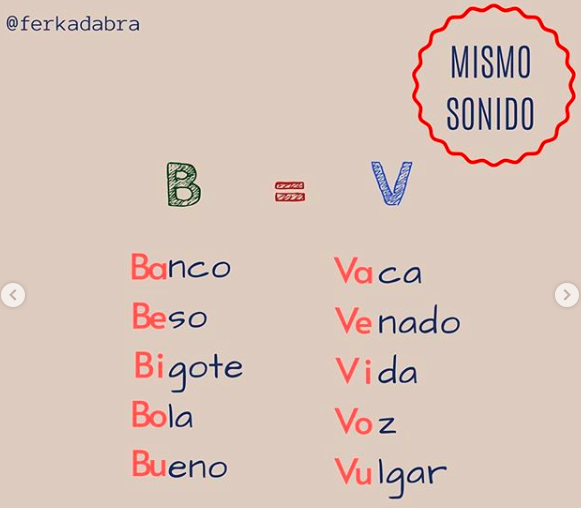 @ferkadabra
MISMO
SONIDO
B = V
Banco Vaca
Beso Venado
Bigote Vida
Bola Voz
Bueno Vulgar